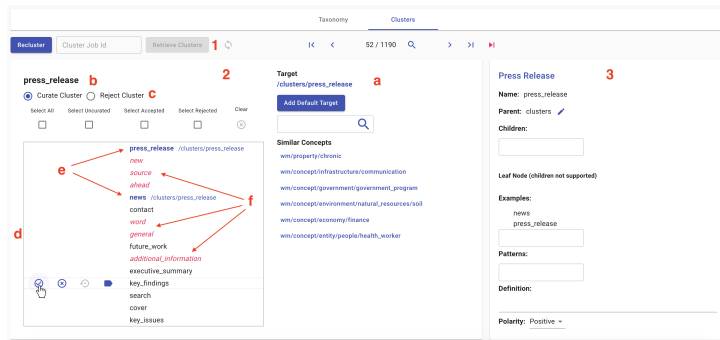 Taxonomy Clusters
Recluster Cluster Job Id Retrieve Clusters 1 52 / 1190
2
press_release b
Curate Cluster Reject Cluster c
Select All Select Uncurated Select Accepted Select Rejected Clear
press_release /clusters/press_release
new
e
source
ahead
news /clusters/press_release
f
contact
word
general
d
future_work
additional_information
executive_summary
key_findings
search
cover
key_issues
Target
/clusters/press_release
a
Add Default Target
Similar Concepts
wm/property/chronic
wm/concept/infrastructure/communication
wm/concept/government/government_program
wm/concept/environment/natural_resources/soil
wm/concept/economy/finance
wm/concept/entity/people/health_worker
Press Release 3
Name: press_release
Parent: clusters
Children:
Leaf Node (children not supported)
Examples:
news
press_release
Patterns:
Definition:
Polarity: Positive